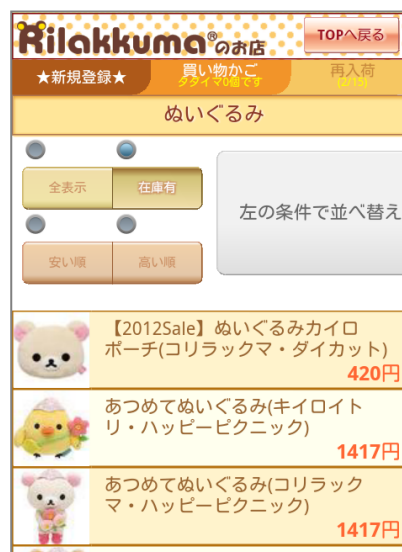 Rilakkuma®のお店
TOPへ戻る
★新規登録★
買い物かご
タダイマ0個です
再入荷
(2/15)
ぬいぐるみ
全表示
在庫有
左の条件で並べ替え
安い順
高い順
【2012Sale】ぬいぐるみカイロ
ポーチ(コリラックマ・ダイカット)
420円
あつめてぬいぐるみ(キイロイト
リ・ハッピーピクニック)
1417円
あつめてぬいぐるみ(コリラック
マ・ハッピーピクニック)
1417円